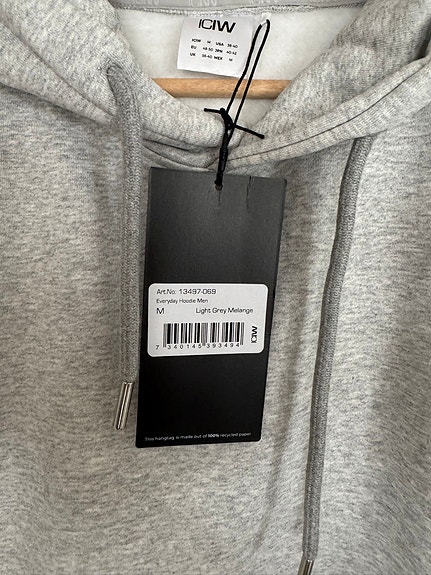 ICIW
ICIW M USA 38-40
EU 48-50 JPN 40-42
UK 38-40 MEX M
Art.No: 13497-069
Everyday Hoodie Men
M Light Grey Melange
7 340145 393494
ICIW
This hangtag is made out of 100% recycled paper